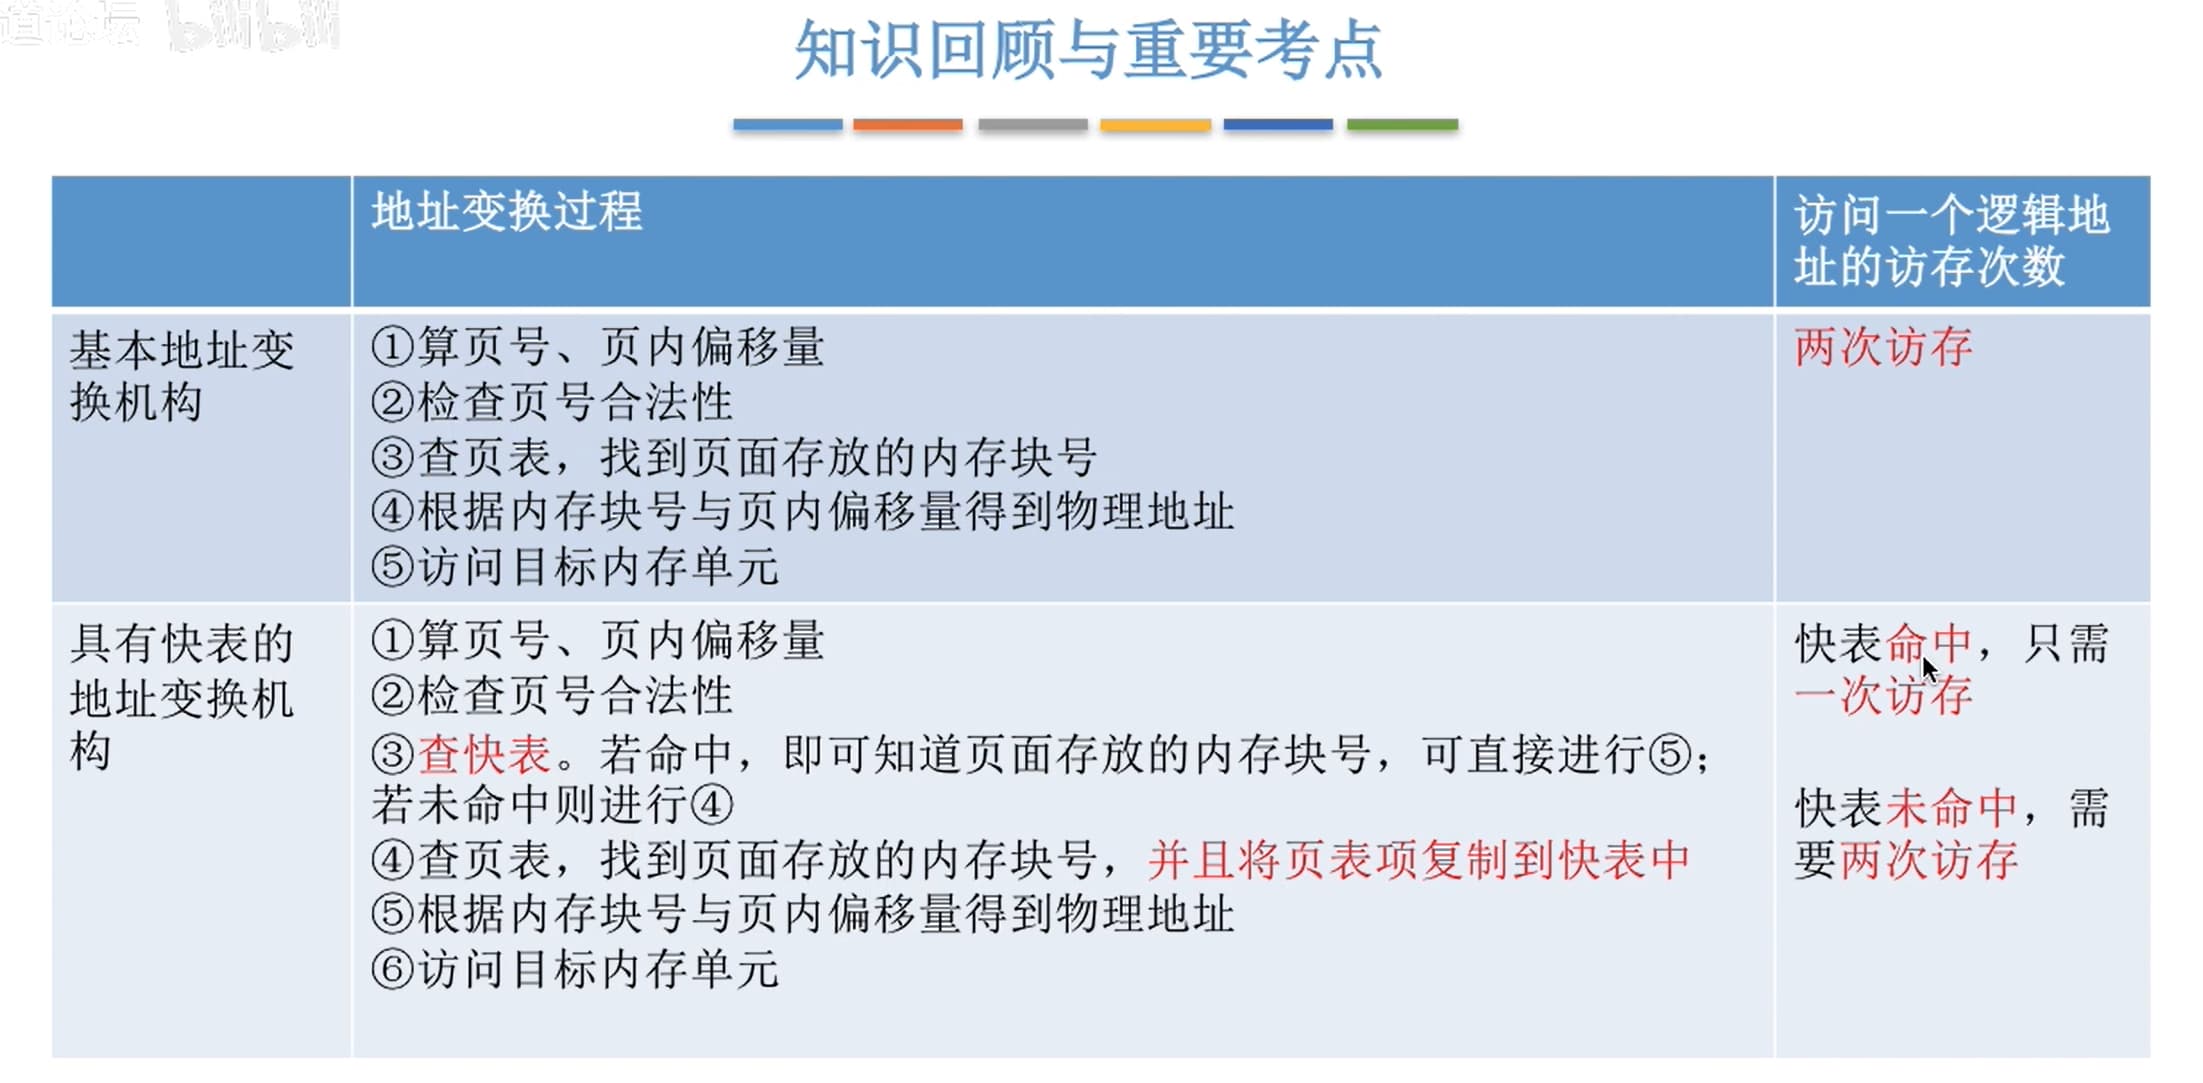 道论坛 bilibili
知识回顾与重要考点
地址变换过程
访问一个逻辑地
址的访存次数
基本地址变
换机构
①算页号、页内偏移量
②检查页号合法性
③查页表，找到页面存放的内存块号
④根据内存块号与页内偏移量得到物理地址
⑤访问目标内存单元
两次访存
具有快表的
地址变换机
构
①算页号、页内偏移量
②检查页号合法性
③查快表。若命中，即可知道页面存放的内存块号，可直接进行⑤；
若未命中则进行④
④查页表，找到页面存放的内存块号，并且将页表项复制到快表中
⑤根据内存块号与页内偏移量得到物理地址
⑥访问目标内存单元
快表命中，只需
一次访存
快表未命中，需
要两次访存